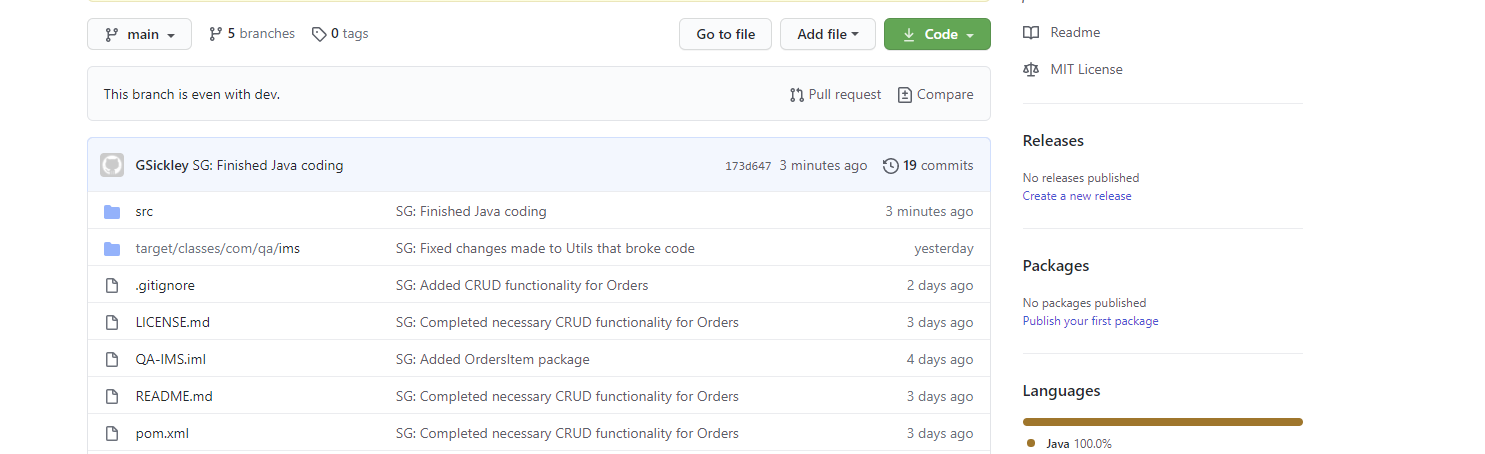 main 5 branches 0 tags Go to file Add file Code
This branch is even with dev. Pull request Compare
GSickley SG: Finished Java coding 173d647 3 minutes ago 19 commits
src SG: Finished Java coding 3 minutes ago
target/classes/com/qa/ims SG: Fixed changes made to Utils that broke code yesterday
.gitignore SG: Added CRUD functionality for Orders 2 days ago
LICENSE.md SG: Completed necessary CRUD functionality for Orders 3 days ago
QA-IMS.iml SG: Added OrdersItem package 4 days ago
README.md SG: Completed necessary CRUD functionality for Orders 3 days ago
pom.xml SG: Completed necessary CRUD functionality for Orders 3 days ago
Readme
MIT License
Releases
No releases published
Create a new release
Packages
No packages published
Publish your first package
Languages
Java 100.0%